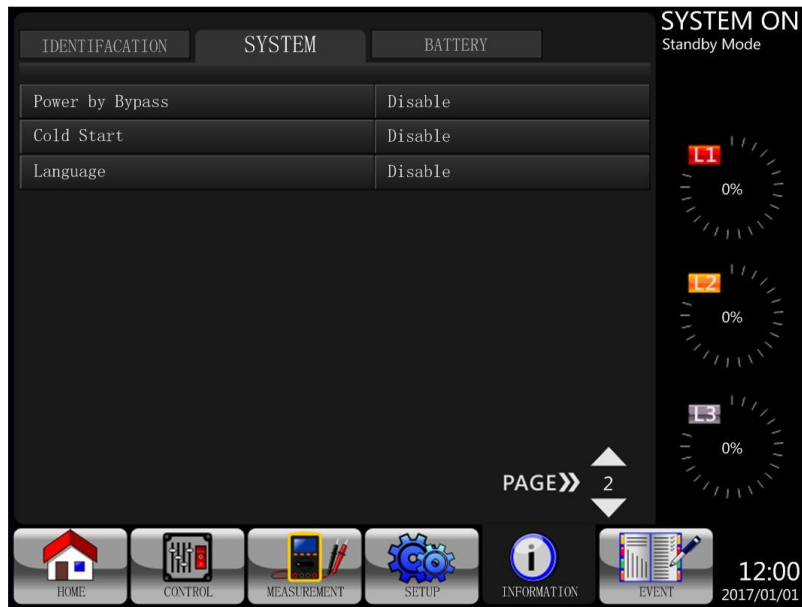 SYSTEM ON
Standby Mode
IDENTIFACATION SYSTEM BATTERY
Power by Bypass Disable
Cold Start Disable
Language Disable
L1
0%
L2
0%
L3
0%
PAGE 2
HOME CONTROL MEASUREMENT SETUP INFORMATION EVENT
12:00
2017/01/01